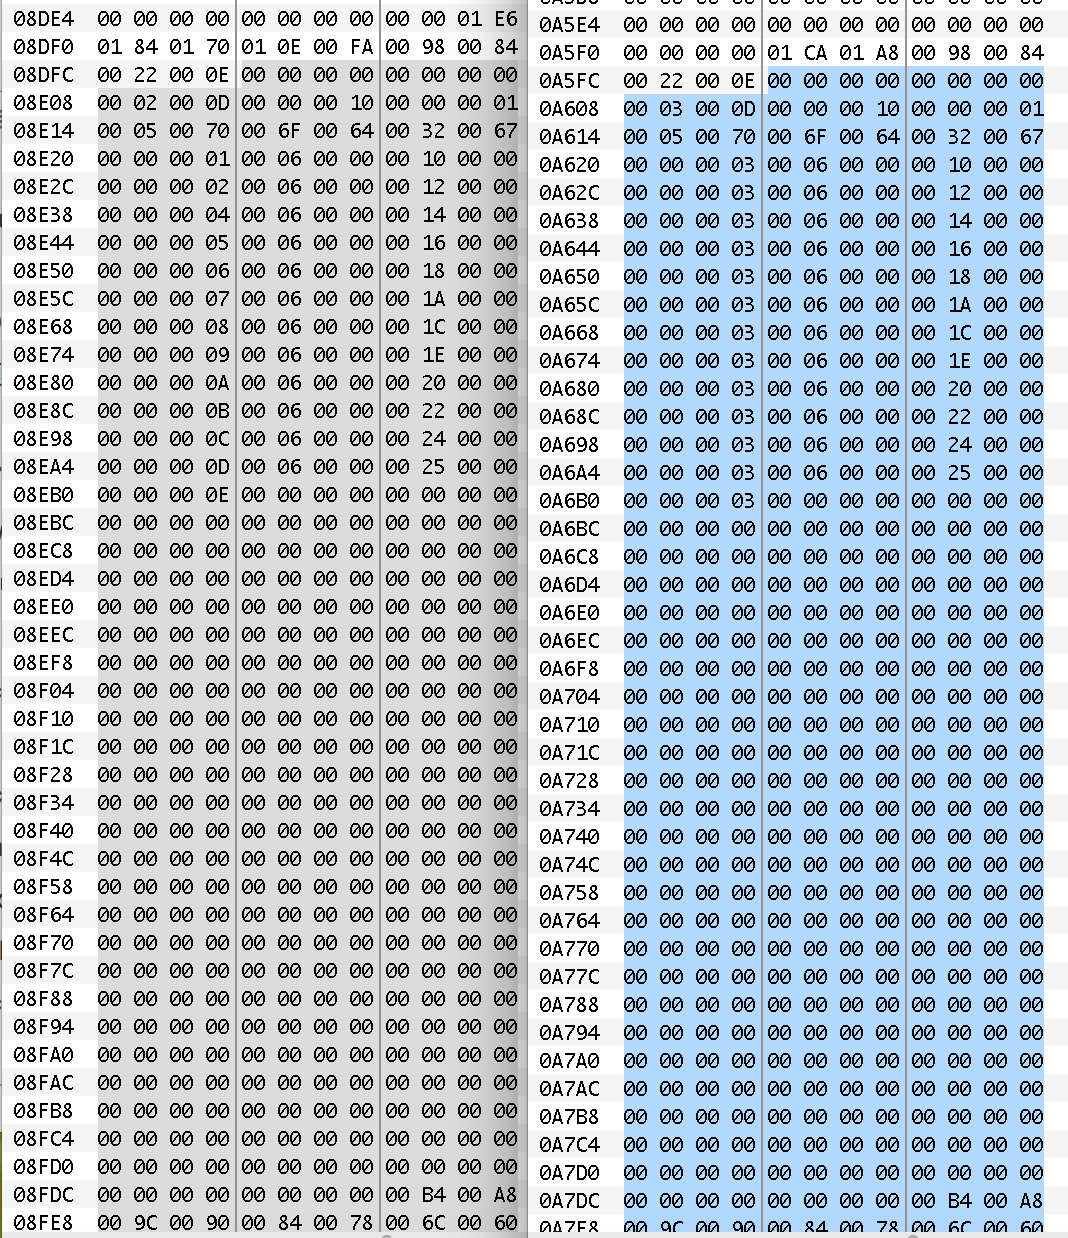 08DE4 00 00 00 00 00 00 00 00 00 00 01 E6
08DF0 01 84 01 70 01 0E 00 FA 00 98 00 84
08DFC 00 22 00 0E 00 00 00 00 00 00 00 00
08E08 00 02 00 0D 00 00 00 10 00 00 00 01
08E14 00 05 00 70 00 6F 00 64 00 32 00 67
08E20 00 00 00 01 00 06 00 00 00 10 00 00
08E2C 00 00 00 02 00 06 00 00 00 12 00 00
08E38 00 00 00 04 00 06 00 00 00 14 00 00
08E44 00 00 00 05 00 06 00 00 00 16 00 00
08E50 00 00 00 06 00 06 00 00 00 18 00 00
08E5C 00 00 00 07 00 06 00 00 00 1A 00 00
08E68 00 00 00 08 00 06 00 00 00 1C 00 00
08E74 00 00 00 09 00 06 00 00 00 1E 00 00
08E80 00 00 00 0A 00 06 00 00 00 20 00 00
08E8C 00 00 00 0B 00 06 00 00 00 22 00 00
08E98 00 00 00 0C 00 06 00 00 00 24 00 00
08EA4 00 00 00 0D 00 06 00 00 00 25 00 00
08EB0 00 00 00 0E 00 00 00 00 00 00 00 00
08EBC 00 00 00 00 00 00 00 00 00 00 00 00
08EC8 00 00 00 00 00 00 00 00 00 00 00 00
08ED4 00 00 00 00 00 00 00 00 00 00 00 00
08EE0 00 00 00 00 00 00 00 00 00 00 00 00
08EEC 00 00 00 00 00 00 00 00 00 00 00 00
08EF8 00 00 00 00 00 00 00 00 00 00 00 00
08F04 00 00 00 00 00 00 00 00 00 00 00 00
08F10 00 00 00 00 00 00 00 00 00 00 00 00
08F1C 00 00 00 00 00 00 00 00 00 00 00 00
08F28 00 00 00 00 00 00 00 00 00 00 00 00
08F34 00 00 00 00 00 00 00 00 00 00 00 00
08F40 00 00 00 00 00 00 00 00 00 00 00 00
08F4C 00 00 00 00 00 00 00 00 00 00 00 00
08F58 00 00 00 00 00 00 00 00 00 00 00 00
08F64 00 00 00 00 00 00 00 00 00 00 00 00
08F70 00 00 00 00 00 00 00 00 00 00 00 00
08F7C 00 00 00 00 00 00 00 00 00 00 00 00
08F88 00 00 00 00 00 00 00 00 00 00 00 00
08F94 00 00 00 00 00 00 00 00 00 00 00 00
08FA0 00 00 00 00 00 00 00 00 00 00 00 00
08FAC 00 00 00 00 00 00 00 00 00 00 00 00
08FB8 00 00 00 00 00 00 00 00 00 00 00 00
08FC4 00 00 00 00 00 00 00 00 00 00 00 00
08FD0 00 00 00 00 00 00 00 00 00 00 00 00
08FDC 00 00 00 00 00 00 00 00 00 B4 00 A8
08FE8 00 9C 00 90 00 84 00 78 00 6C 00 60
0A5E4 00 00 00 00 00 00 00 00 00 00 00 00
0A5F0 00 00 00 00 01 CA 01 A8 00 98 00 84
0A5FC 00 22 00 0E 00 00 00 00 00 00 00 00
0A608 00 03 00 0D 00 00 00 10 00 00 00 01
0A614 00 05 00 70 00 6F 00 64 00 32 00 67
0A620 00 00 00 03 00 06 00 00 00 10 00 00
0A62C 00 00 00 03 00 06 00 00 00 12 00 00
0A638 00 00 00 03 00 06 00 00 00 14 00 00
0A644 00 00 00 03 00 06 00 00 00 16 00 00
0A650 00 00 00 03 00 06 00 00 00 18 00 00
0A65C 00 00 00 03 00 06 00 00 00 1A 00 00
0A668 00 00 00 03 00 06 00 00 00 1C 00 00
0A674 00 00 00 03 00 06 00 00 00 1E 00 00
0A680 00 00 00 03 00 06 00 00 00 20 00 00
0A68C 00 00 00 03 00 06 00 00 00 22 00 00
0A698 00 00 00 03 00 06 00 00 00 24 00 00
0A6A4 00 00 00 03 00 06 00 00 00 25 00 00
0A6B0 00 00 00 03 00 00 00 00 00 00 00 00
0A6BC 00 00 00 00 00 00 00 00 00 00 00 00
0A6C8 00 00 00 00 00 00 00 00 00 00 00 00
0A6D4 00 00 00 00 00 00 00 00 00 00 00 00
0A6E0 00 00 00 00 00 00 00 00 00 00 00 00
0A6EC 00 00 00 00 00 00 00 00 00 00 00 00
0A6F8 00 00 00 00 00 00 00 00 00 00 00 00
0A704 00 00 00 00 00 00 00 00 00 00 00 00
0A710 00 00 00 00 00 00 00 00 00 00 00 00
0A71C 00 00 00 00 00 00 00 00 00 00 00 00
0A728 00 00 00 00 00 00 00 00 00 00 00 00
0A734 00 00 00 00 00 00 00 00 00 00 00 00
0A740 00 00 00 00 00 00 00 00 00 00 00 00
0A74C 00 00 00 00 00 00 00 00 00 00 00 00
0A758 00 00 00 00 00 00 00 00 00 00 00 00
0A764 00 00 00 00 00 00 00 00 00 00 00 00
0A770 00 00 00 00 00 00 00 00 00 00 00 00
0A77C 00 00 00 00 00 00 00 00 00 00 00 00
0A788 00 00 00 00 00 00 00 00 00 00 00 00
0A794 00 00 00 00 00 00 00 00 00 00 00 00
0A7A0 00 00 00 00 00 00 00 00 00 00 00 00
0A7AC 00 00 00 00 00 00 00 00 00 00 00 00
0A7B8 00 00 00 00 00 00 00 00 00 00 00 00
0A7C4 00 00 00 00 00 00 00 00 00 00 00 00
0A7D0 00 00 00 00 00 00 00 00 00 00 00 00
0A7DC 00 00 00 00 00 00 00 00 00 B4 00 A8
0A7E8 00 9C 00 90 00 84 00 78 00 6C 00 60